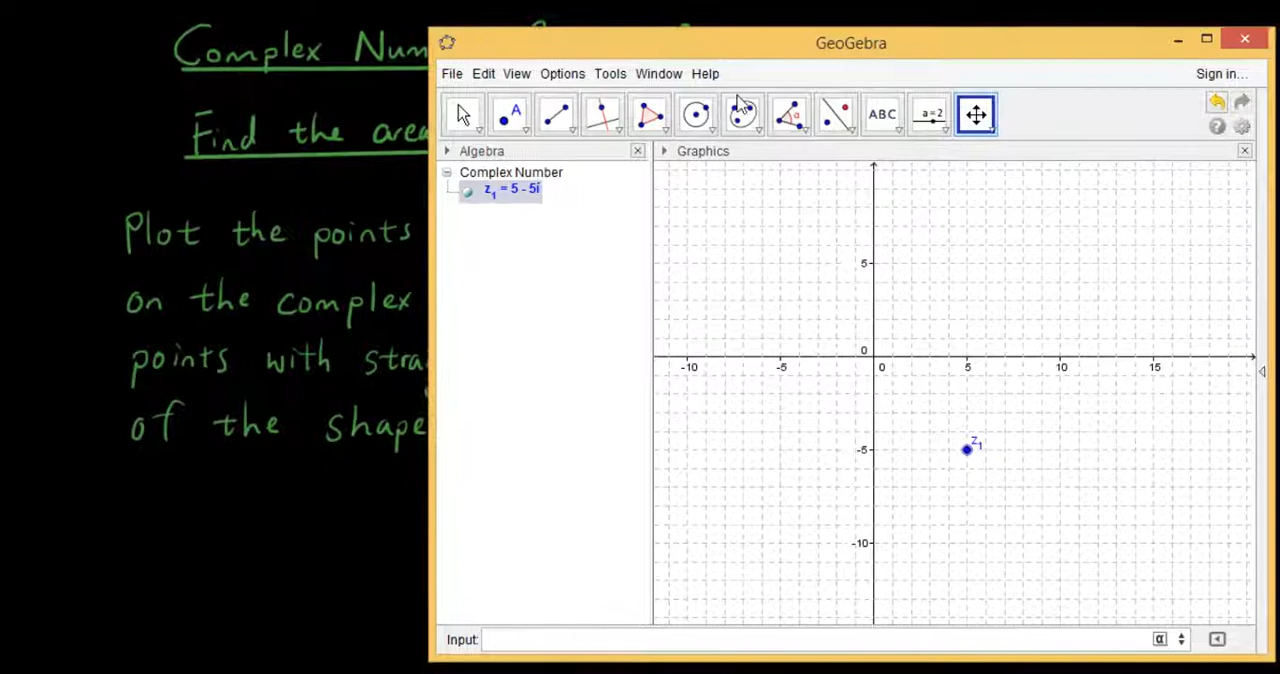 Complex Num
Find the area
Plot the points
on the complex
points with stra
of the shape
GeoGebra
File Edit View Options Tools Window Help Sign in...
A ABC a=2
α
Algebra
Graphics
Complex Number
z₁ = 5 - 5i
5
0
-10 -5 0 5 10 15
z₁
-5
-10
Input: α